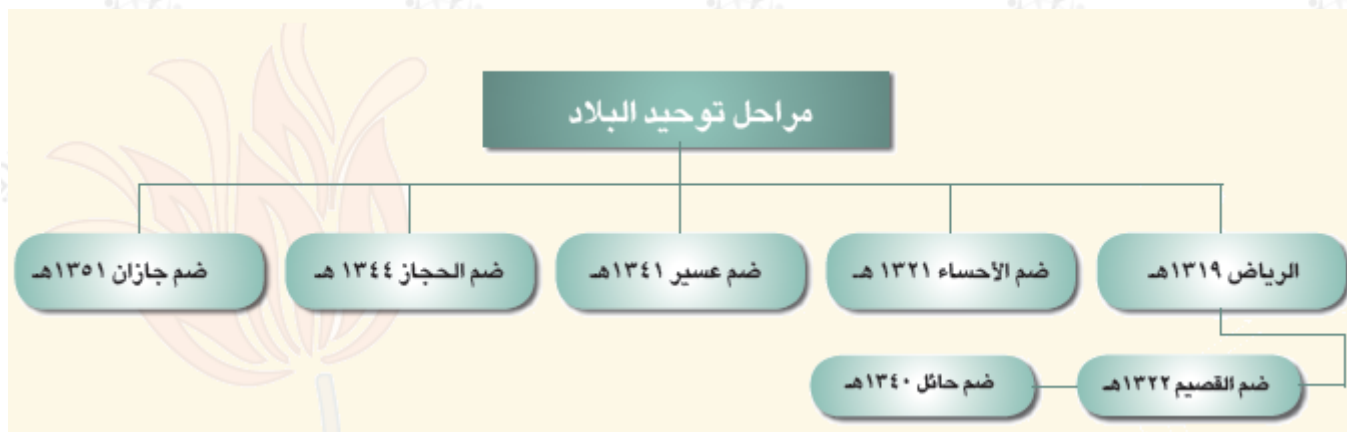 مراحل توحيد البلاد
الرياض ١٣١٩هـ
ضم الأحساء ١٣٢١ هـ
ضم عسير ١٣٤١هـ
ضم الحجاز ١٣٤٤ هـ
ضم جازان ١٣٥١هـ
ضم القصيم ١٣٢٢هـ
ضم حائل ١٣٤٠هـ